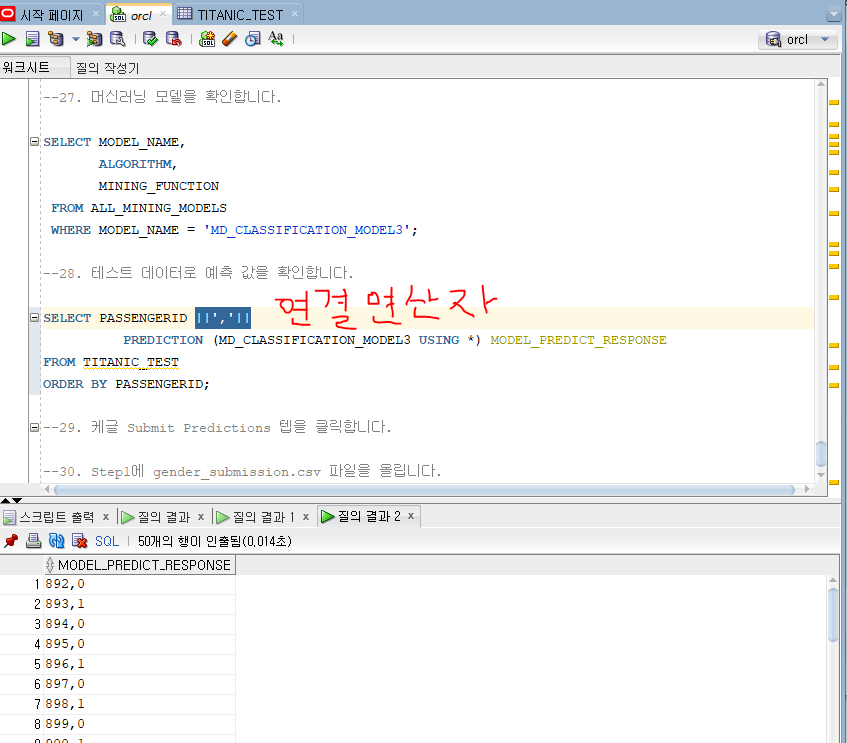 시작 페이지 orcl TITANIC_TEST
orcl
워크시트 질의 작성기
--27. 머신러닝 모델을 확인합니다.
SELECT MODEL_NAME,
ALGORITHM,
MINING_FUNCTION
FROM ALL_MINING_MODELS
WHERE MODEL_NAME = 'MD_CLASSIFICATION_MODEL3';
--28. 테스트 데이터로 예측 값을 확인합니다.
연결연산자
SELECT PASSENGERID ||','||
PREDICTION (MD_CLASSIFICATION_MODEL3 USING *) MODEL_PREDICT_RESPONSE
FROM TITANIC_TEST
ORDER BY PASSENGERID;
--29. 케글 Submit Predictions 텝을 클릭합니다.
--30. Step1에 gender_submission.csv 파일을 올립니다.
스크립트 출력 x 질의 결과 x 질의 결과 1 x 질의 결과 2 x
SQL | 50개의 행이 인출됨(0,014초)
MODEL_PREDICT_RESPONSE
1 892,0
2 893,1
3 894,0
4 895,0
5 896,1
6 897,0
7 898,1
8 899,0